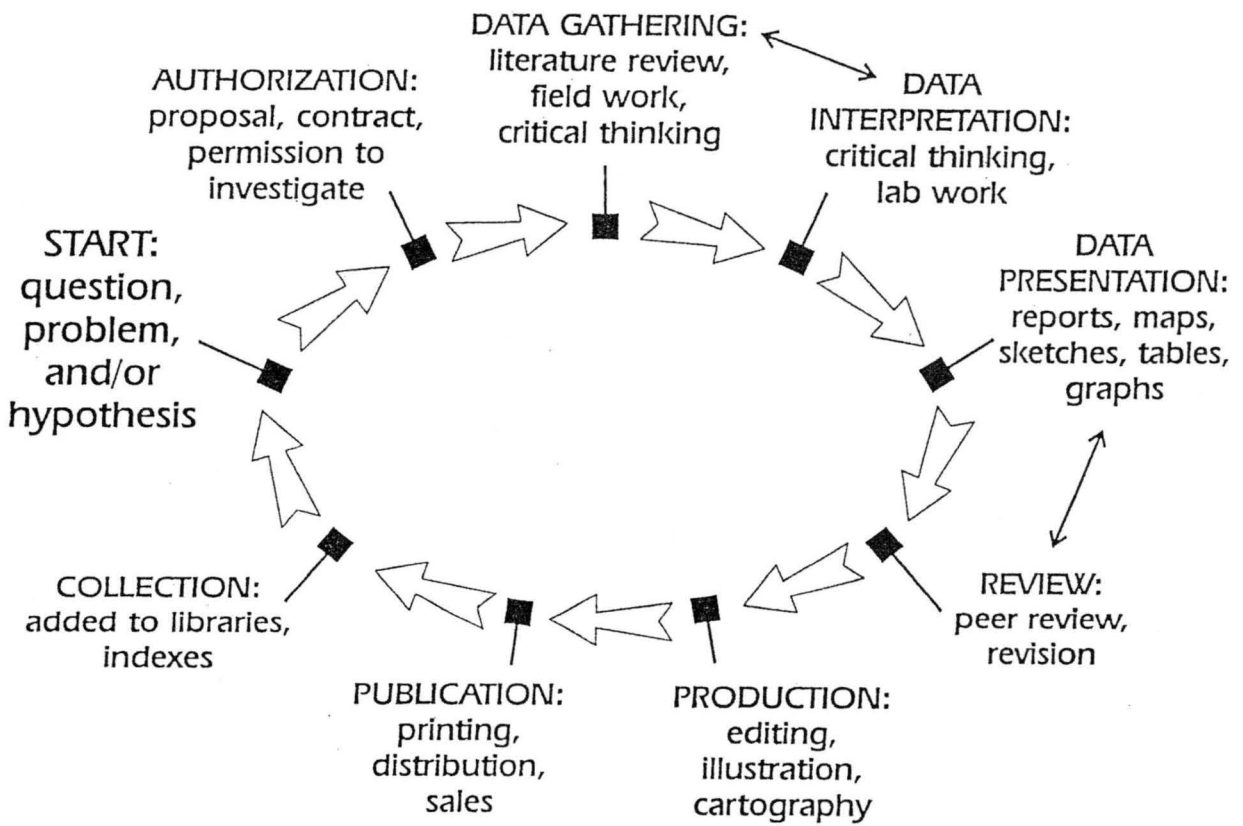 START:
question,
problem,
and/or
hypothesis
AUTHORIZATION:
proposal, contract,
permission to
investigate
DATA GATHERING:
literature review,
field work,
critical thinking
DATA
INTERPRETATION:
critical thinking,
lab work
DATA
PRESENTATION:
reports, maps,
sketches, tables,
graphs
REVIEW:
peer review,
revision
PRODUCTION:
editing,
illustration,
cartography
PUBLICATION:
printing,
distribution,
sales
COLLECTION:
added to libraries,
indexes